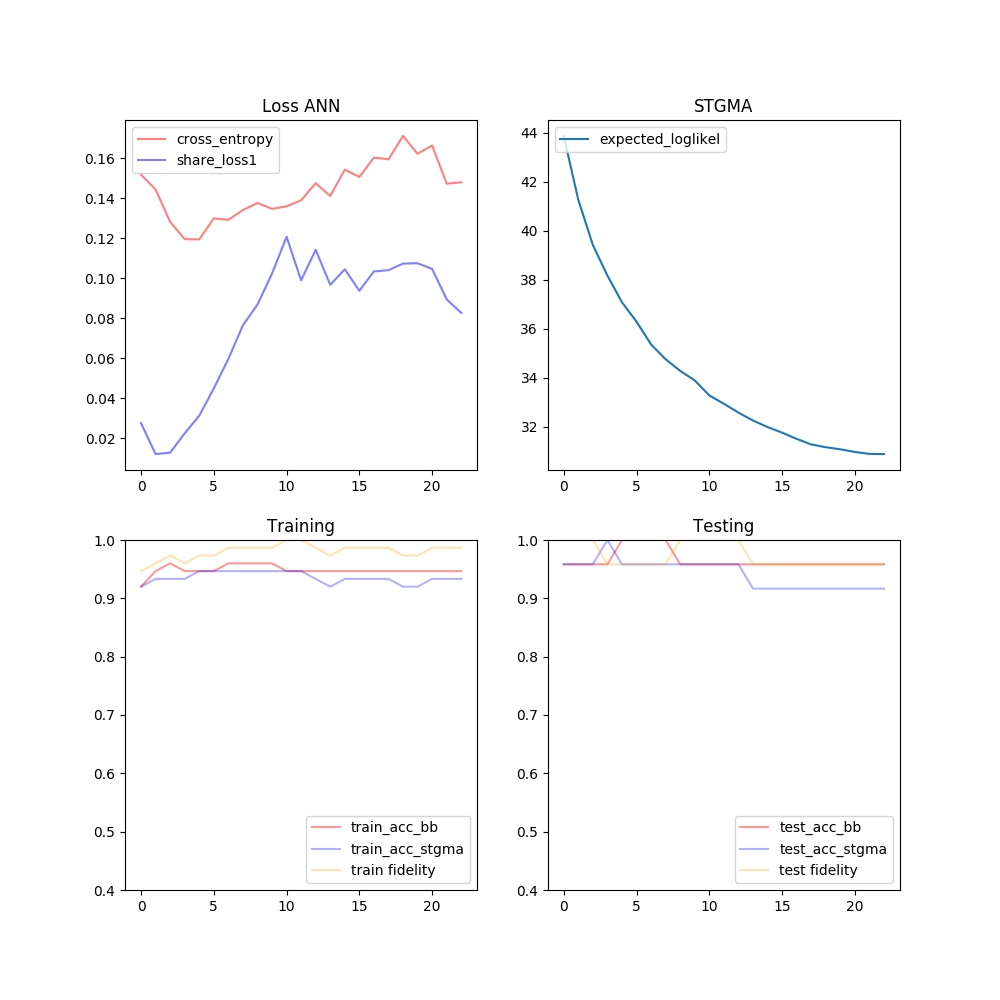 Loss ANN
cross_entropy
share_loss1
0.16
0.14
0.12
0.10
0.08
0.06
0.04
0.02
0 5 10 15 20
STGMA
expected_loglikel
44
42
40
38
36
34
32
0 5 10 15 20
Training
1.0
0.9
0.8
0.7
0.6
0.5
0.4
train_acc_bb
train_acc_stgma
train fidelity
0 5 10 15 20
Testing
1.0
0.9
0.8
0.7
0.6
0.5
0.4
test_acc_bb
test_acc_stgma
test fidelity
0 5 10 15 20